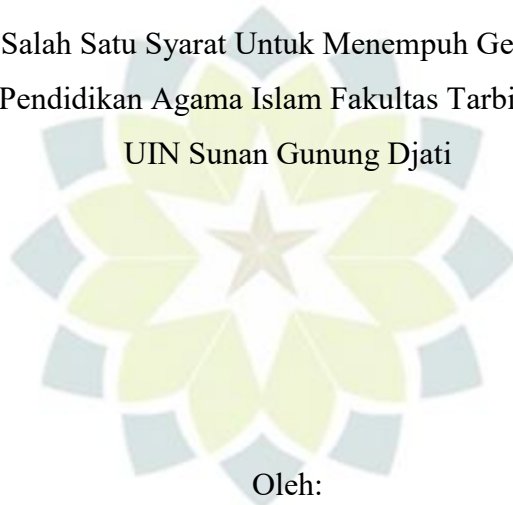 Salah Satu Syarat Untuk Menempuh Ge
Pendidikan Agama Islam Fakultas Tarbi
UIN Sunan Gunung Djati
Oleh: